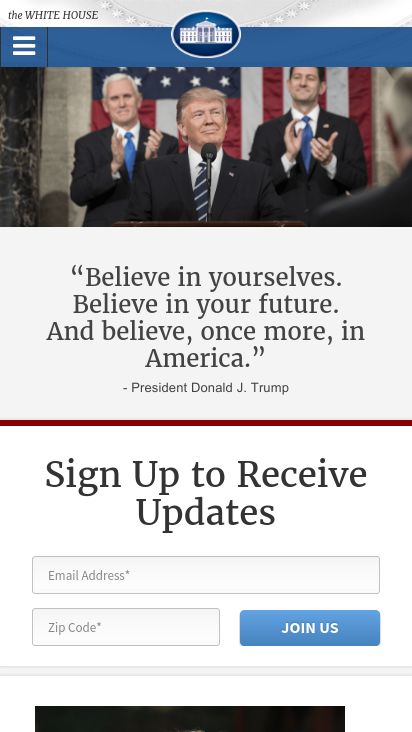 the WHITE HOUSE
“Believe in yourselves.
Believe in your future.
And believe, once more, in
America.”
- President Donald J. Trump
Sign Up to Receive
Updates
Email Address*
Zip Code*
JOIN US